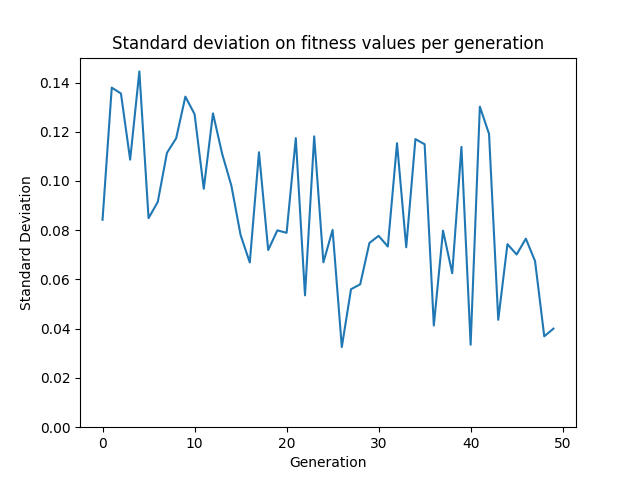 Standard deviation on fitness values per generation
0.14
0.12
0.10
0.08
0.06
0.04
0.02
0.00
Standard Deviation
0 10 20 30 40 50
Generation